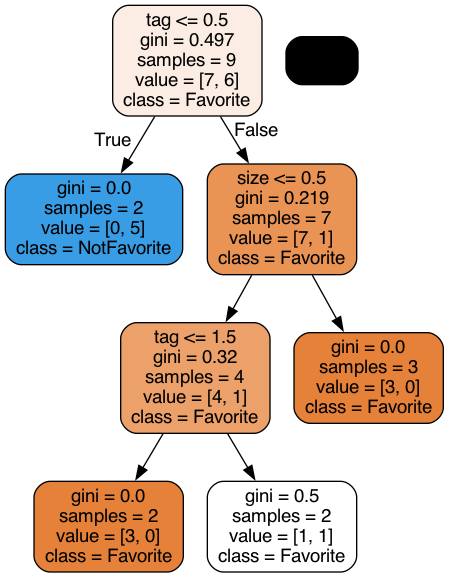 tag <= 0.5
gini = 0.497
samples = 9
value = [7, 6]
class = Favorite
True
False
gini = 0.0
samples = 2
value = [0, 5]
class = NotFavorite
size <= 0.5
gini = 0.219
samples = 7
value = [7, 1]
class = Favorite
tag <= 1.5
gini = 0.32
samples = 4
value = [4, 1]
class = Favorite
gini = 0.0
samples = 3
value = [3, 0]
class = Favorite
gini = 0.0
samples = 2
value = [3, 0]
class = Favorite
gini = 0.5
samples = 2
value = [1, 1]
class = Favorite